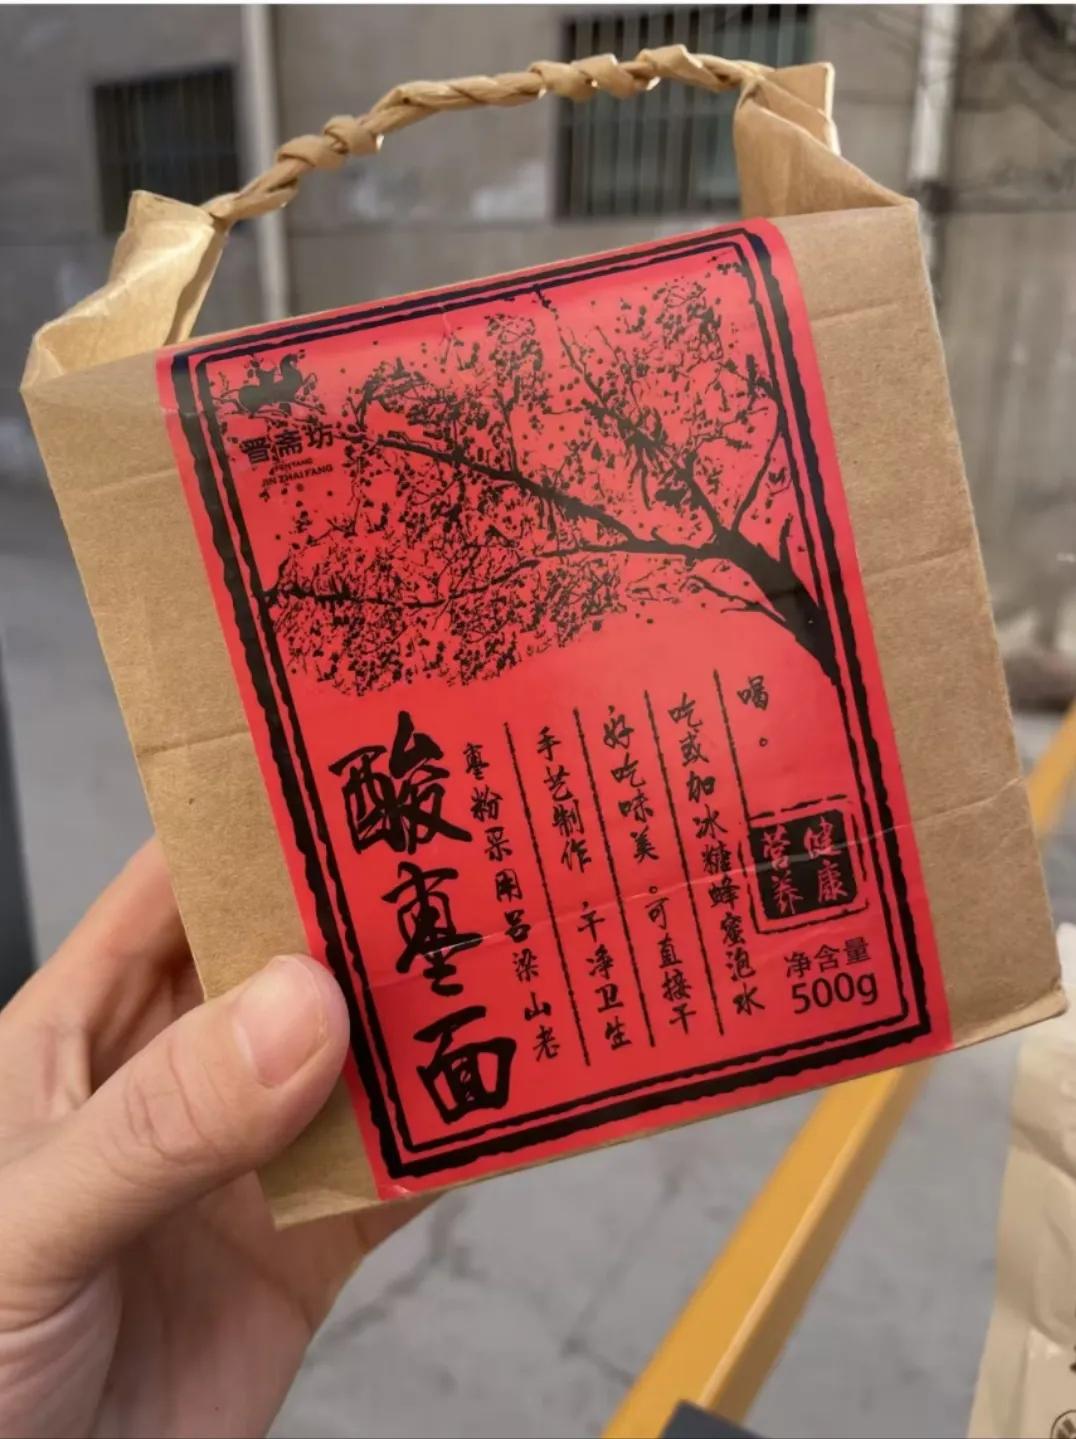 晋斋坊
JIN ZHAI FANG
酸枣面
枣粉采用吕梁山老
手艺制作,干净卫生
好吃味美。可直接干
吃或加冰糖蜂蜜泡水
喝。
健康
营养
净含量
500g